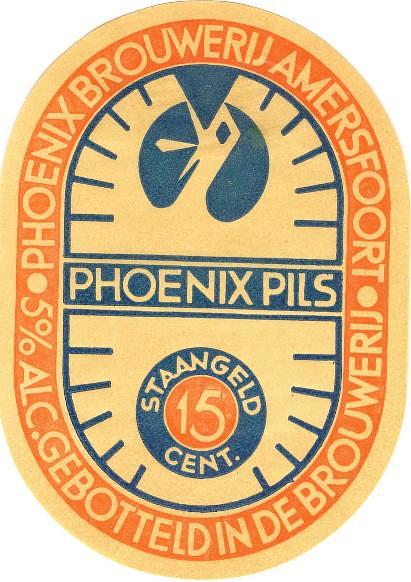 PHOENIX BROUWERIJ AMERSFOORT
PHOENIX PILS
STAANGELD
15
CENT.
5% ALC. GEBOTTELD IN DE BROUWERIJ